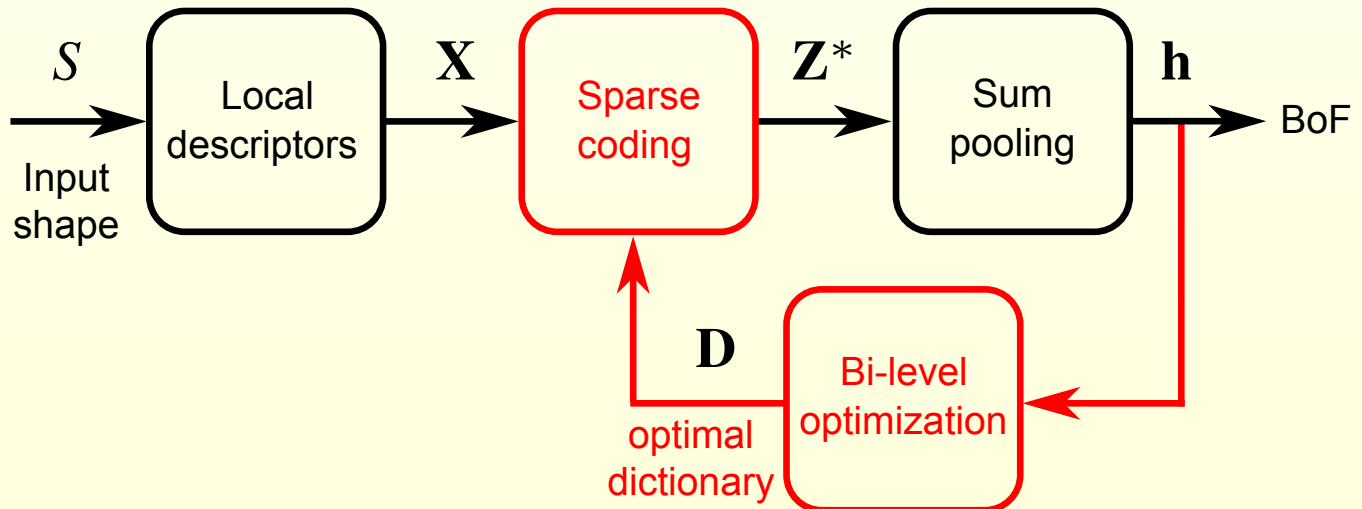 S
Input
shape
Local
descriptors
X
Sparse
coding
Z*
Sum
pooling
h
BoF
D
optimal
dictionary
Bi-level
optimization